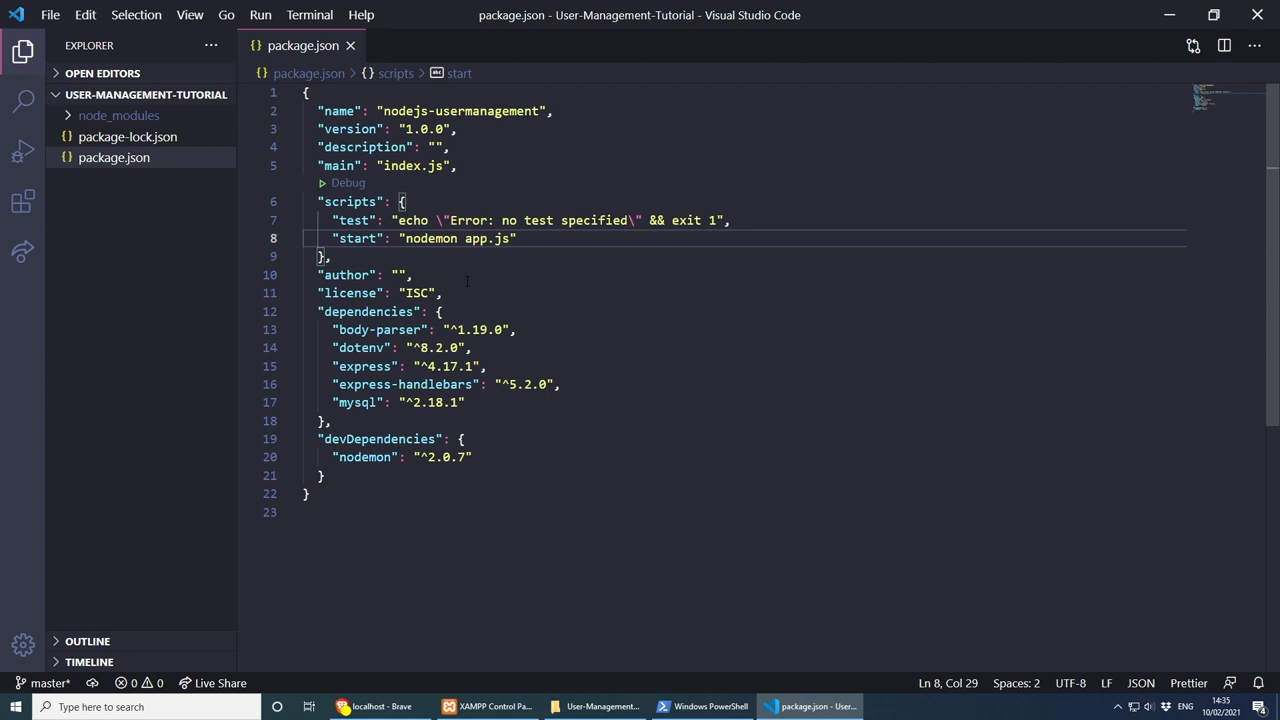 File Edit Selection View Go Run Terminal Help package.json - User-Management-Tutorial - Visual Studio Code
EXPLORER
OPEN EDITORS
USER-MANAGEMENT-TUTORIAL
node_modules
package-lock.json
package.json
OUTLINE
TIMELINE
{} package.json
{} package.json > {} scripts > abc start
1 {
2 "name": "nodejs-usermanagement",
3 "version": "1.0.0",
4 "description": "",
5 "main": "index.js",
Debug
6 "scripts": {
7 "test": "echo \"Error: no test specified\" && exit 1",
8 "start": "nodemon app.js"
9 },
10 "author": "",
11 "license": "ISC",
12 "dependencies": {
13 "body-parser": "^1.19.0",
14 "dotenv": "^8.2.0",
15 "express": "^4.17.1",
16 "express-handlebars": "^5.2.0",
17 "mysql": "^2.18.1"
18 },
19 "devDependencies": {
20 "nodemon": "^2.0.7"
21 }
22 }
23
master* 0 0 Live Share Ln 8, Col 29 Spaces: 2 UTF-8 LF JSON Prettier
Type here to search localhost - Brave XAMPP Control Pa... User-Management... Windows PowerShell package.json - User-... ENG 14:35
10/02/2021